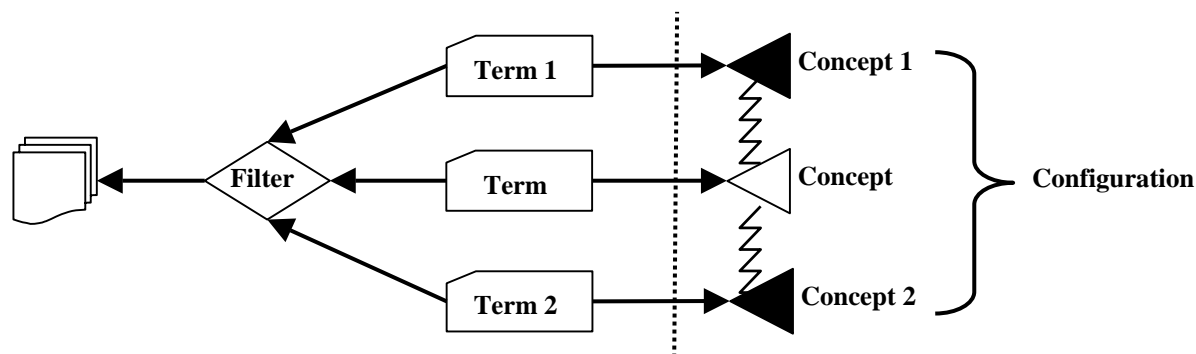 Term 1
Concept 1
Filter
Term
Concept
Configuration
Term 2
Concept 2